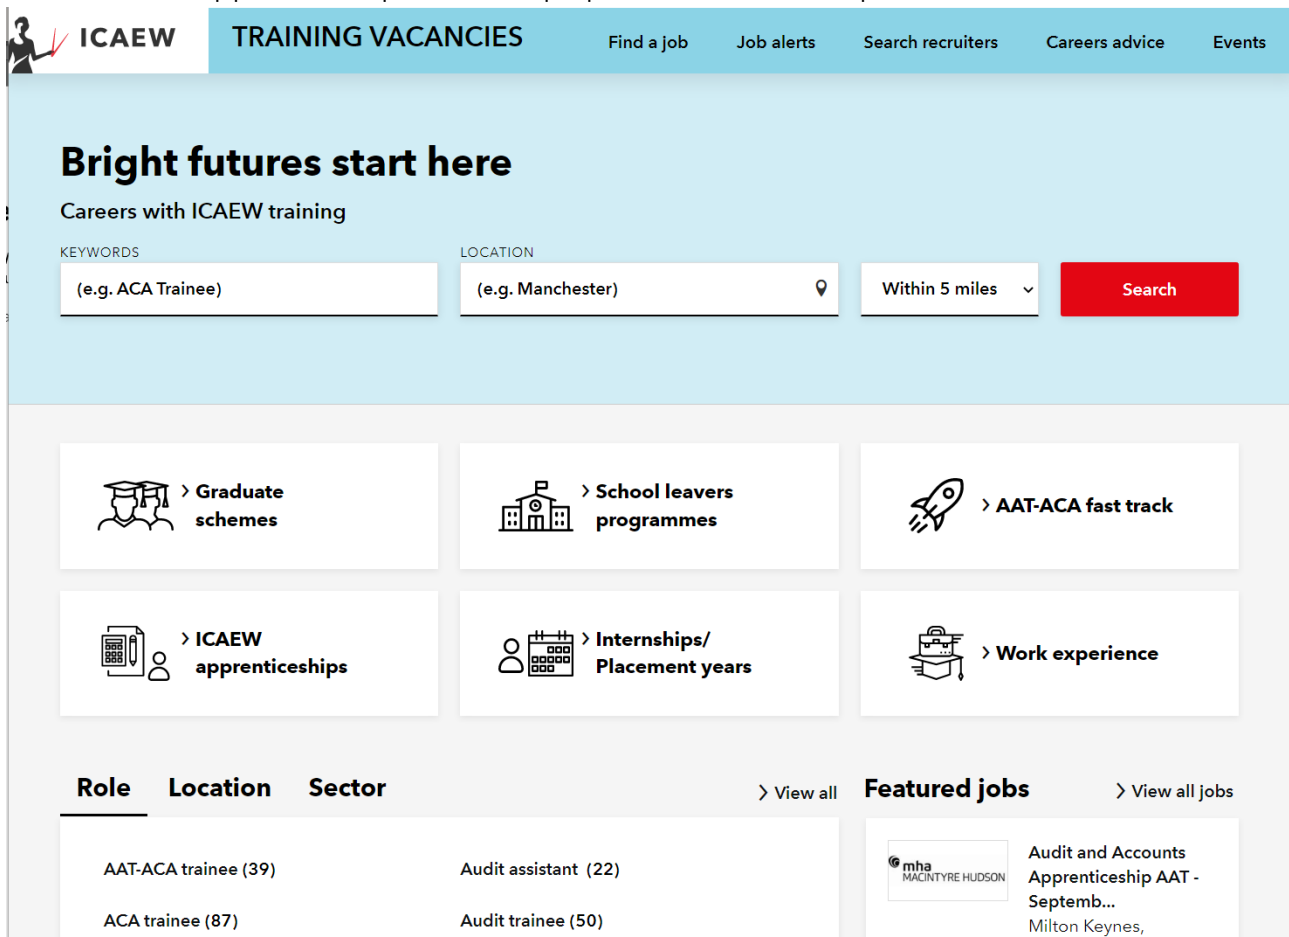 ICAEW
TRAINING VACANCIES
Find a job
Job alerts
Search recruiters
Careers advice
Events
Bright futures start here
Careers with ICAEW training
KEYWORDS
(e.g. ACA Trainee)
LOCATION
(e.g. Manchester)
Within 5 miles
Search
> Graduate
schemes
> School leavers
programmes
> AAT-ACA fast track
> ICAEW
apprenticeships
> Internships/
Placement years
> Work experience
Role
Location
Sector
> View all
AAT-ACA trainee (39)
Audit assistant (22)
ACA trainee (87)
Audit trainee (50)
Featured jobs
> View all jobs
mha
MACINTYRE HUDSON
Audit and Accounts
Apprenticeship AAT -
Septemb...
Milton Keynes,